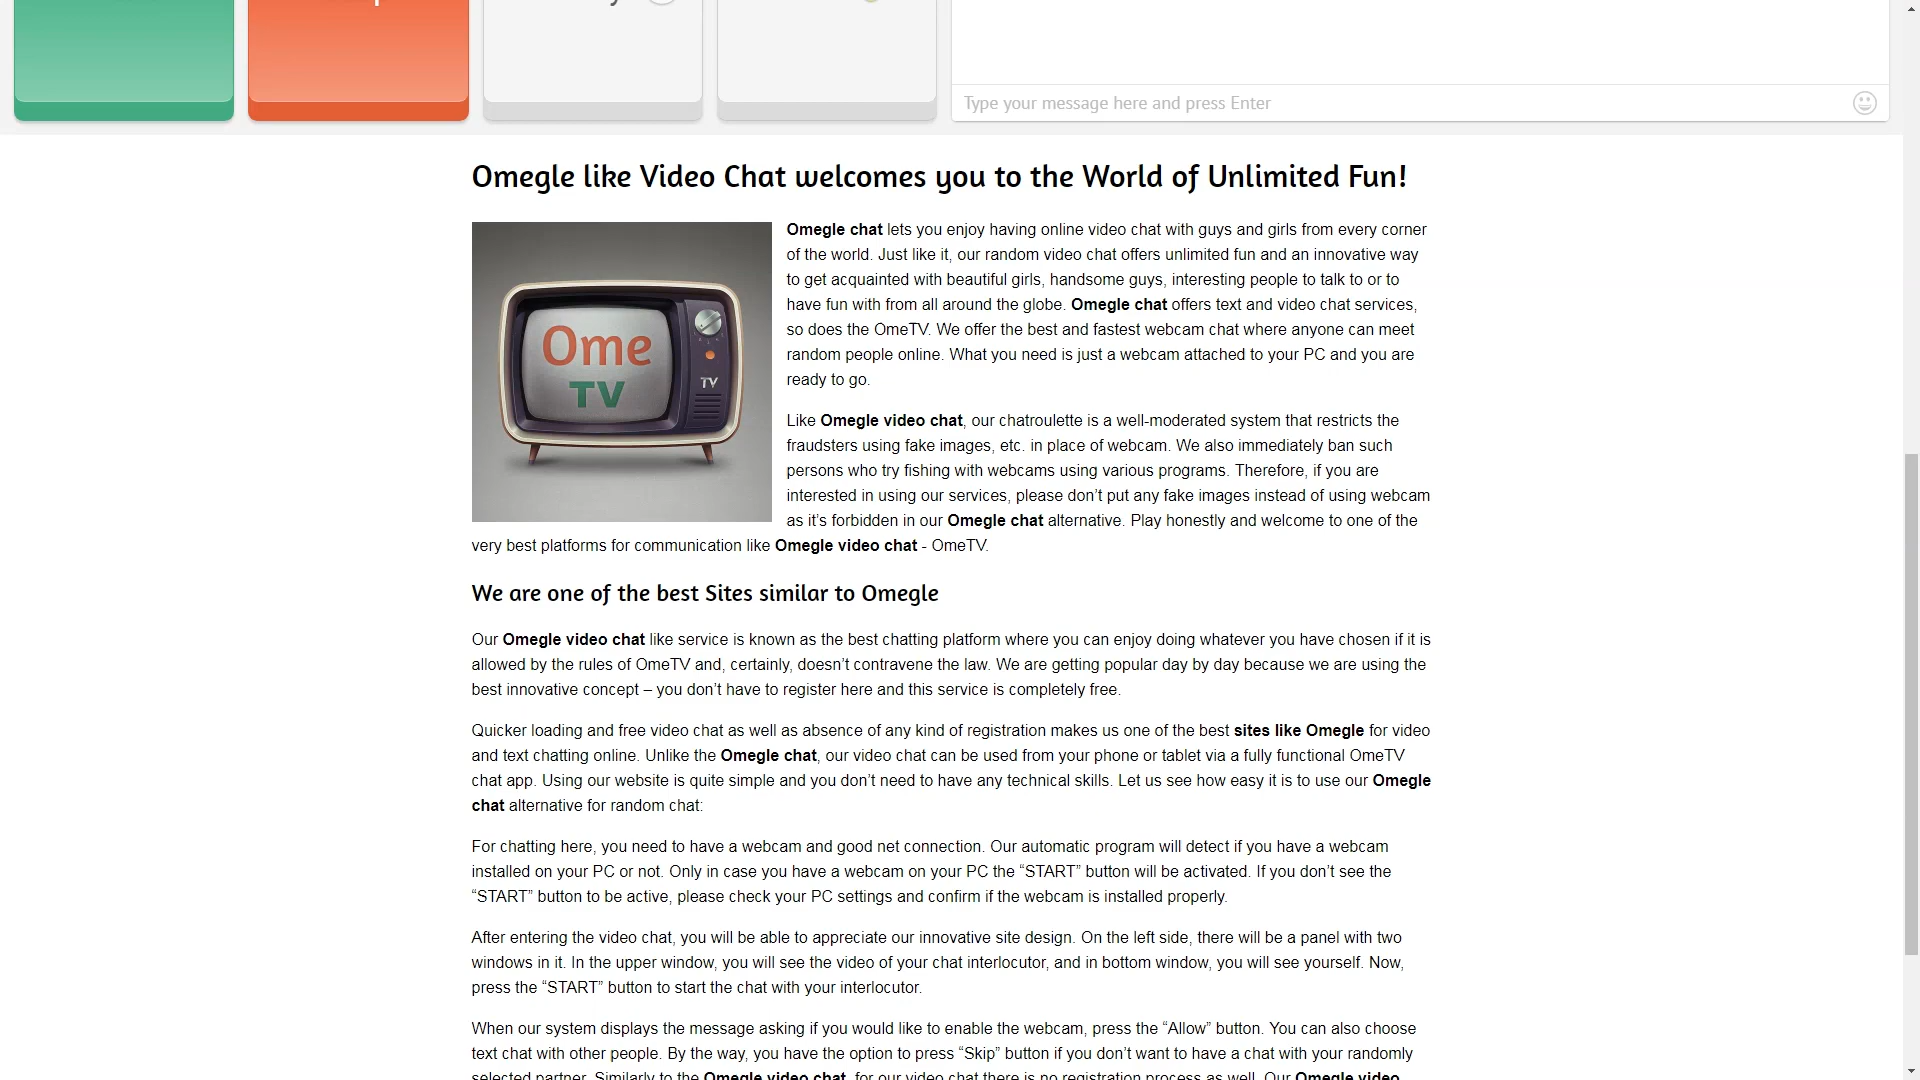 Type your message here and press Enter
Omegle like Video Chat welcomes you to the World of Unlimited Fun!
Ome
TV
TV
Omegle chat lets you enjoy having online video chat with guys and girls from every corner
of the world. Just like it, our random video chat offers unlimited fun and an innovative way
to get acquainted with beautiful girls, handsome guys, interesting people to talk to or to
have fun with from all around the globe. Omegle chat offers text and video chat services,
so does the OmeTV. We offer the best and fastest webcam chat where anyone can meet
random people online. What you need is just a webcam attached to your PC and you are
ready to go.
Like Omegle video chat, our chatroulette is a well-moderated system that restricts the
fraudsters using fake images, etc. in place of webcam. We also immediately ban such
persons who try fishing with webcams using various programs. Therefore, if you are
interested in using our services, please don’t put any fake images instead of using webcam
as it’s forbidden in our Omegle chat alternative. Play honestly and welcome to one of the
very best platforms for communication like Omegle video chat - OmeTV.
We are one of the best Sites similar to Omegle
Our Omegle video chat like service is known as the best chatting platform where you can enjoy doing whatever you have chosen if it is
allowed by the rules of OmeTV and, certainly, doesn’t contravene the law. We are getting popular day by day because we are using the
best innovative concept – you don’t have to register here and this service is completely free.
Quicker loading and free video chat as well as absence of any kind of registration makes us one of the best sites like Omegle for video
and text chatting online. Unlike the Omegle chat, our video chat can be used from your phone or tablet via a fully functional OmeTV
chat app. Using our website is quite simple and you don’t need to have any technical skills. Let us see how easy it is to use our Omegle
chat alternative for random chat:
For chatting here, you need to have a webcam and good net connection. Our automatic program will detect if you have a webcam
installed on your PC or not. Only in case you have a webcam on your PC the “START” button will be activated. If you don’t see the
“START” button to be active, please check your PC settings and confirm if the webcam is installed properly.
After entering the video chat, you will be able to appreciate our innovative site design. On the left side, there will be a panel with two
windows in it. In the upper window, you will see the video of your chat interlocutor, and in bottom window, you will see yourself. Now,
press the “START” button to start the chat with your interlocutor.
When our system displays the message asking if you would like to enable the webcam, press the “Allow” button. You can also choose
text chat with other people. By the way, you have the option to press “Skip” button if you don’t want to have a chat with your randomly
selected partner. Similarly to the Omegle video chat, for our video chat there is no registration process as well. Our Omegle video